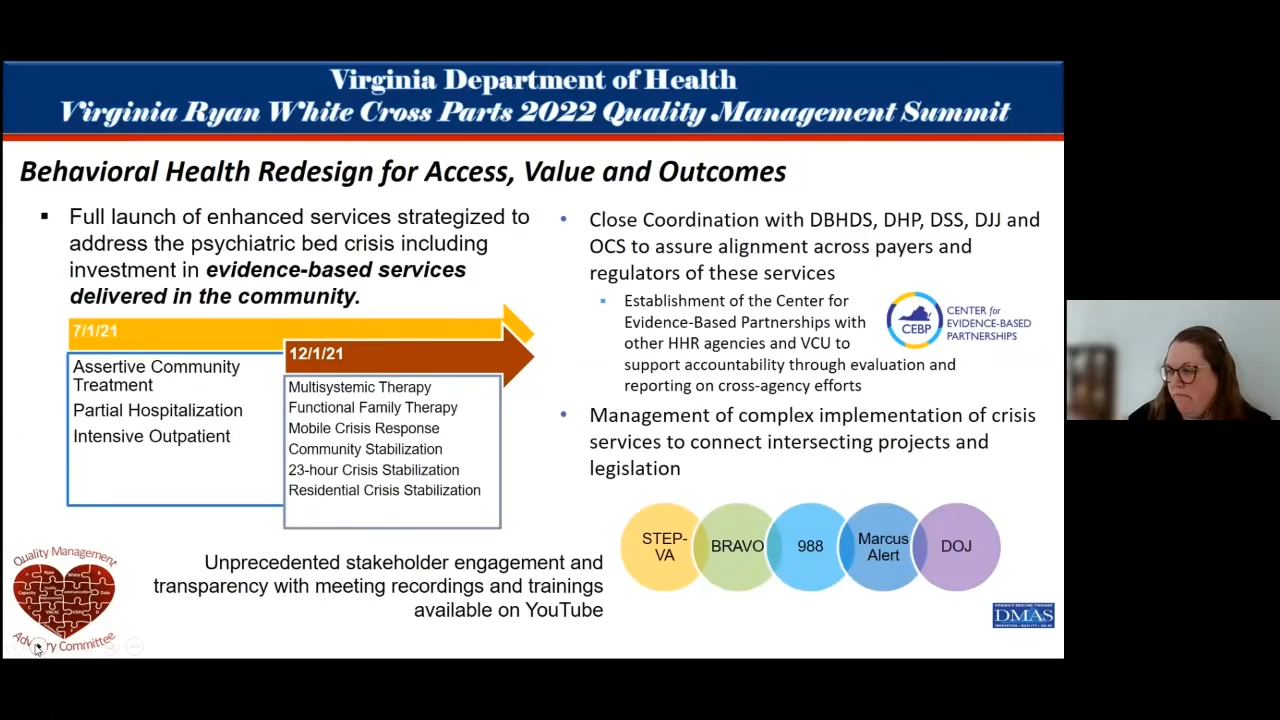 Virginia Department of Health
Virginia Ryan White Cross Parts 2022 Quality Management Summit
Behavioral Health Redesign for Access, Value and Outcomes
▪ Full launch of enhanced services strategized to
address the psychiatric bed crisis including
investment in evidence-based services
delivered in the community.
7/1/21
Assertive Community
Treatment
Partial Hospitalization
Intensive Outpatient
12/1/21
Multisystemic Therapy
Functional Family Therapy
Mobile Crisis Response
Community Stabilization
23-hour Crisis Stabilization
Residential Crisis Stabilization
Unprecedented stakeholder engagement and
transparency with meeting recordings and trainings
available on YouTube
• Close Coordination with DBHDS, DHP, DSS, DJJ and
OCS to assure alignment across payers and
regulators of these services
▪ Establishment of the Center for
Evidence-Based Partnerships with
other HHR agencies and VCU to
support accountability through evaluation and
reporting on cross-agency efforts
CEBP
CENTER for
EVIDENCE-BASED
PARTNERSHIPS
• Management of complex implementation of crisis
services to connect intersecting projects and
legislation
STEP-
VA
BRAVO
988
Marcus
Alert
DOJ
Quality Management
Committee
DMAS